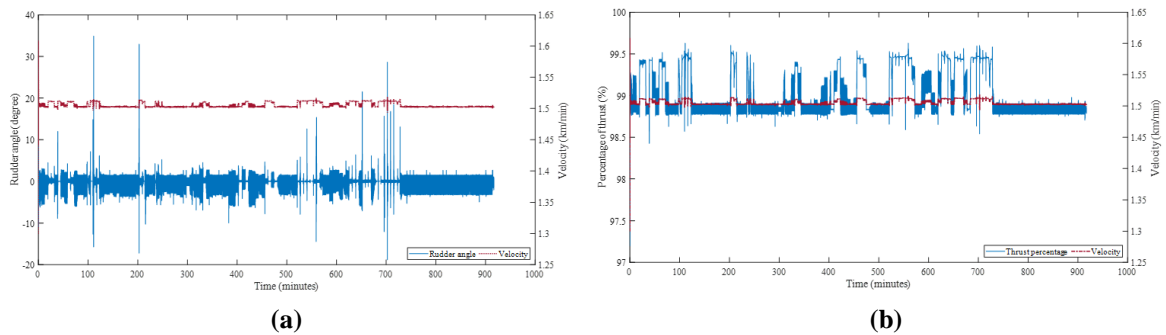 40
30
20
10
0
-10
-20
Rudder angle (degree)
1.65
1.6
1.55
1.5
1.45
1.4
1.35
1.3
1.25
Velocity (km/min)
0 100 200 300 400 500 600 700 800 900 1000
Time (minutes)
Rudder angle Velocity
(a)
100
99.5
99
98.5
98
97.5
97
Percentage of thrust (%)
1.65
1.6
1.55
1.5
1.45
1.4
1.35
1.3
1.25
Velocity (km/min)
0 100 200 300 400 500 600 700 800 900 1000
Time (minutes)
Thrust percentage Velocity
(b)